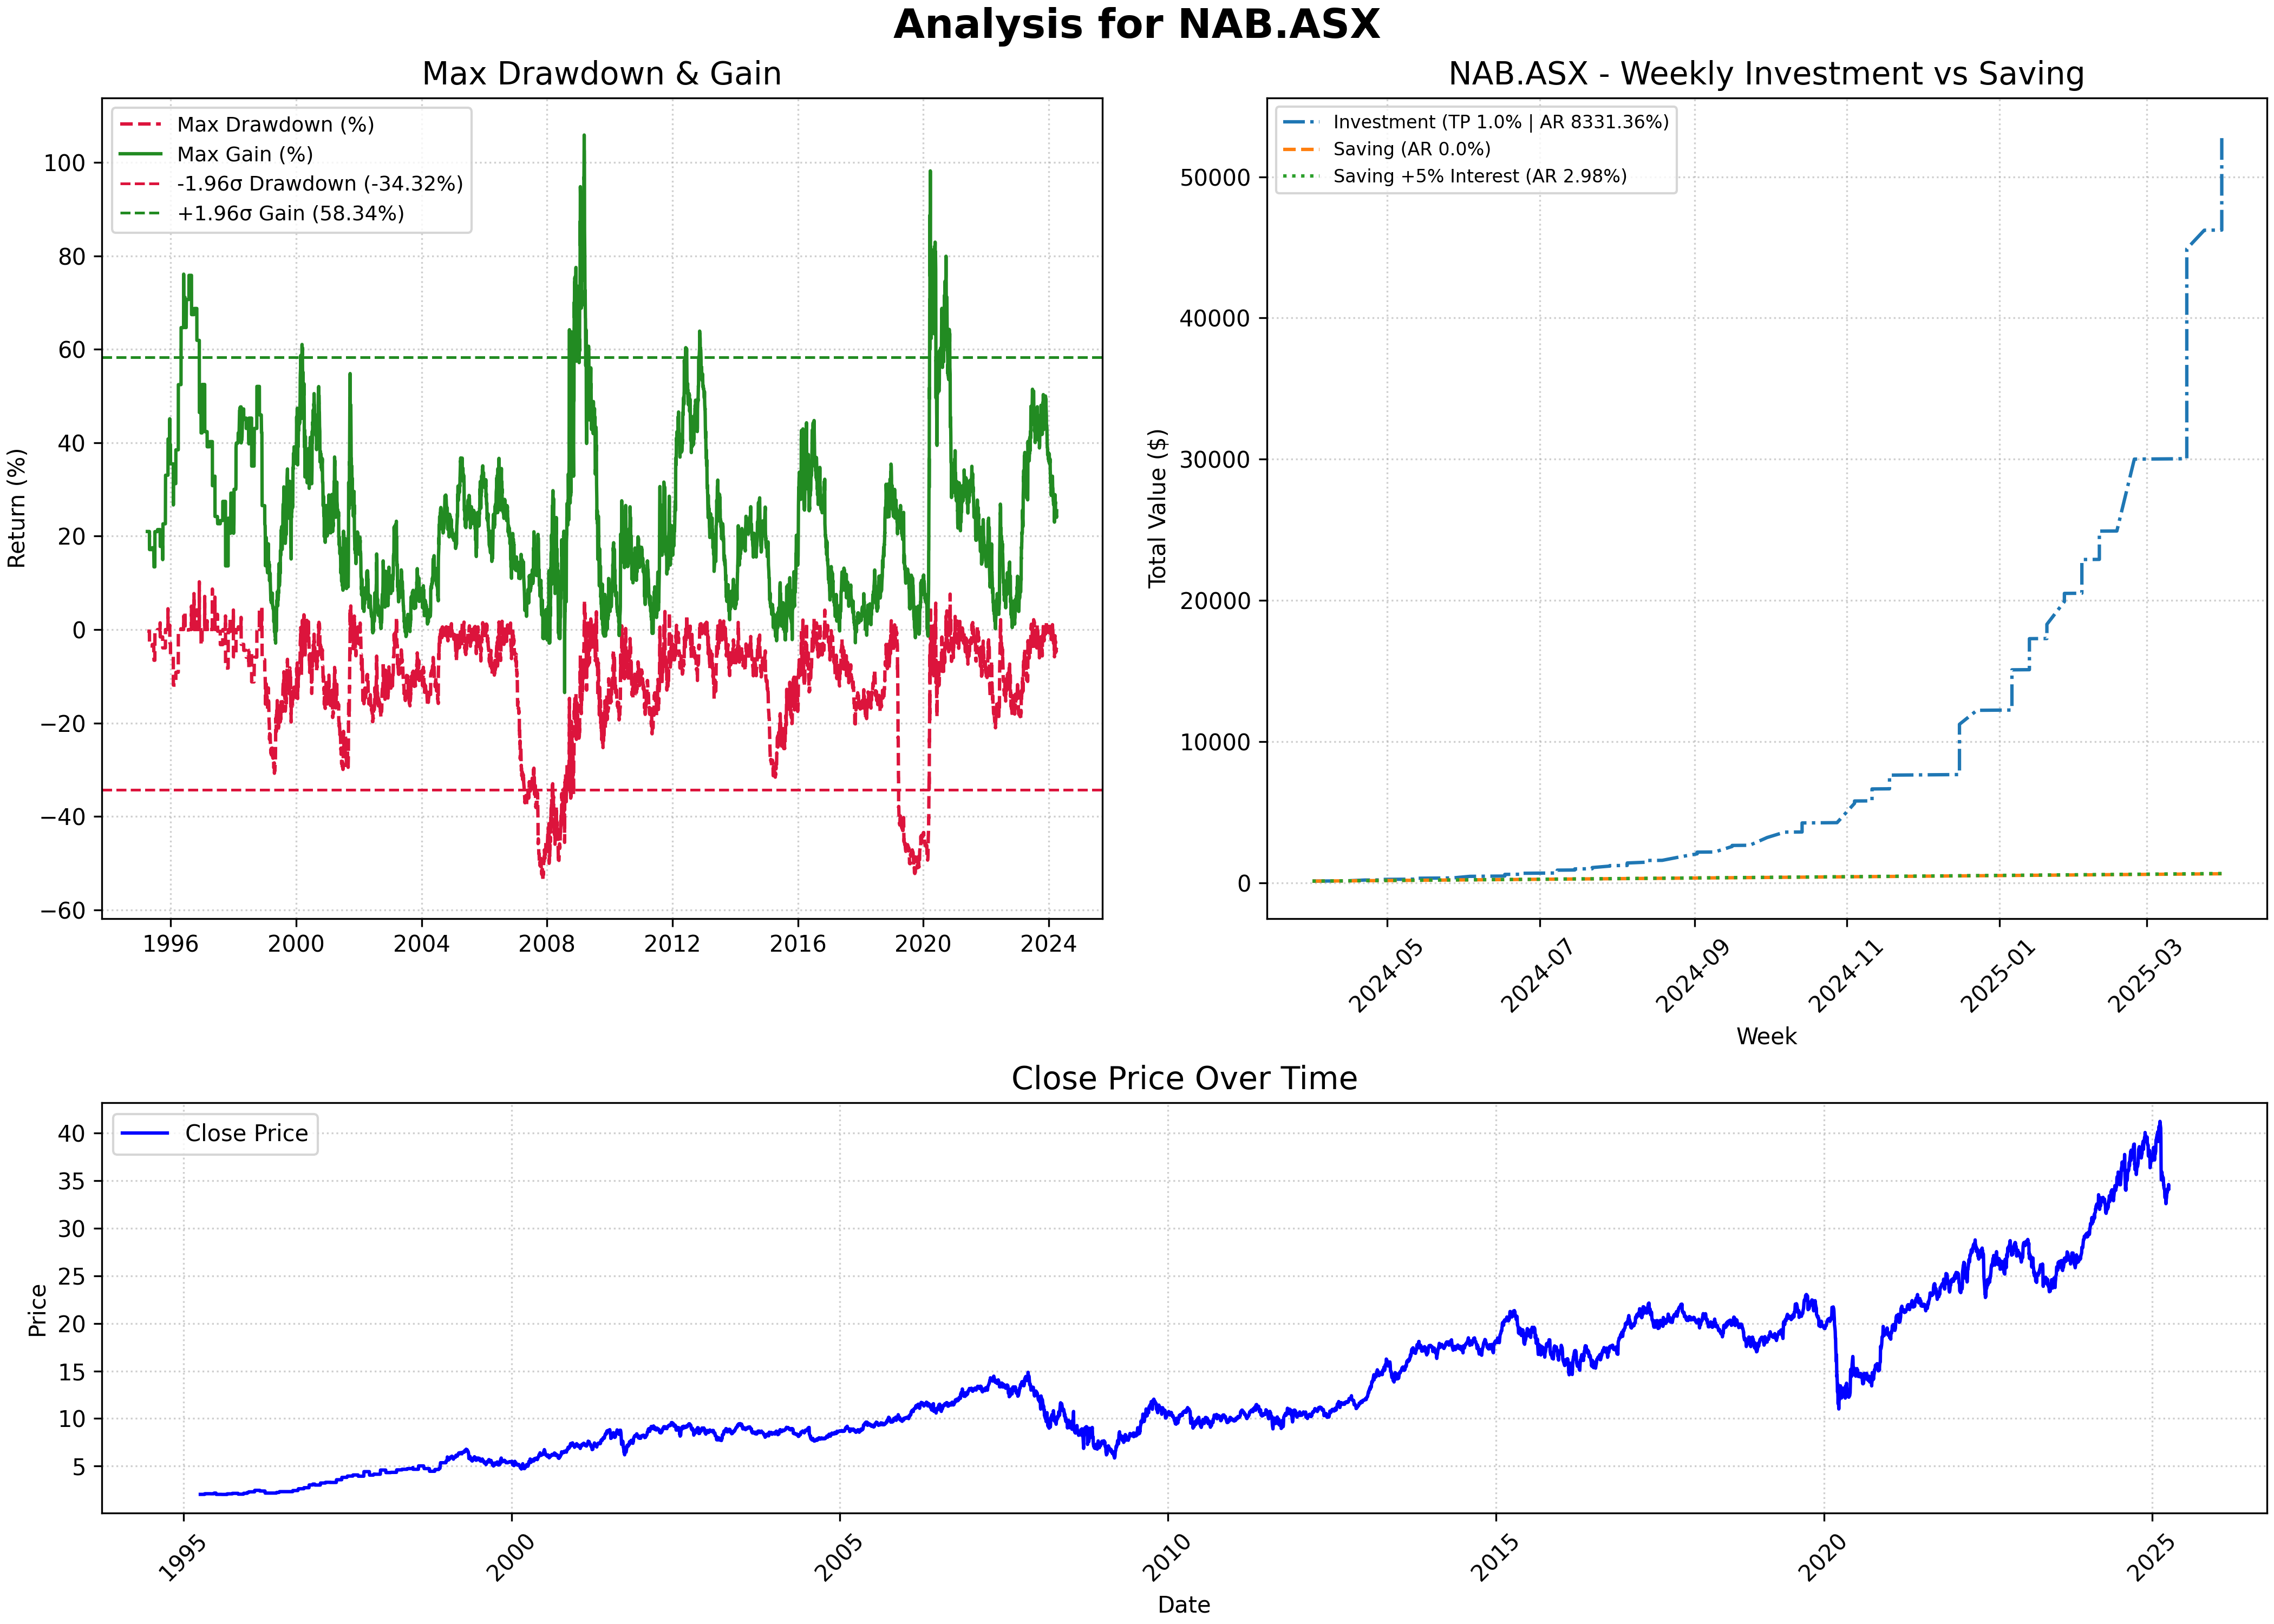 Analysis for NAB.ASX
Max Drawdown & Gain
Max Drawdown (%)
Max Gain (%)
-1.96σ Drawdown (-34.32%)
+1.96σ Gain (58.34%)
Return (%)
100
80
60
40
20
0
−20
−40
−60
1996
2000
2004
2008
2012
2016
2020
2024
NAB.ASX - Weekly Investment vs Saving
Investment (TP 1.0% | AR 8331.36%)
Saving (AR 0.0%)
Saving +5% Interest (AR 2.98%)
Total Value ($)
50000
40000
30000
20000
10000
0
2024-05
2024-07
2024-09
2024-11
2025-01
2025-03
Week
Close Price Over Time
Close Price
Price
40
35
30
25
20
15
10
5
1995
2000
2005
2010
2015
2020
2025
Date